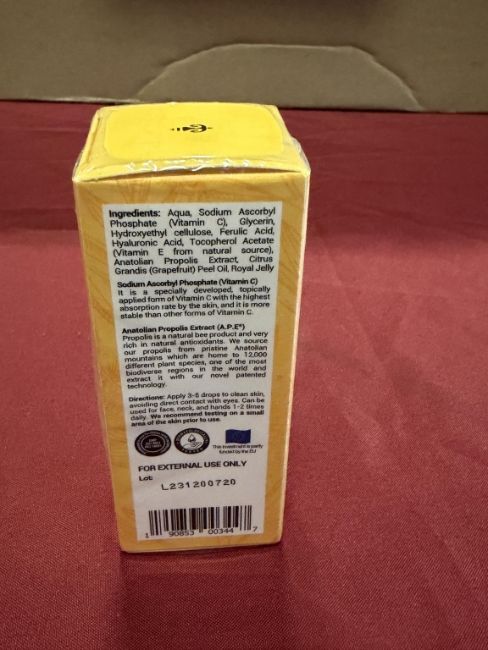 Ingredients: Aqua, Sodium Ascorbyl
Phosphate (Vitamin C), Glycerin,
Hydroxyethyl cellulose, Ferulic Acid,
Hyaluronic Acid, Tocopherol Acetate
(Vitamin E from natural source),
Anatolian Propolis Extract, Citrus
Grandis (Grapefruit) Peel Oil, Royal Jelly
Sodium Ascorbyl Phosphate (Vitamin C)
It is a specially developed, topically
applied form of Vitamin C with the highest
absorption rate by the skin, and it is more
stable than other forms of Vitamin C.
Anatolian Propolis Extract (A.P.E®)
Propolis is a natural bee product and very
rich in natural antioxidants. We source
our propolis from pristine Anatolian
mountains which are home to 12,000
different plant species, one of the most
biodiverse regions in the world and
extract it with our novel patented
technology.
Directions: Apply 3-5 drops to clean skin,
avoiding direct contact with eyes. Can be
used for face, neck, and hands 1-2 times
daily. We recommend testing on a small
area of the skin prior to use.
This investment is partly
funded by the EU
FOR EXTERNAL USE ONLY
Lot:
L231200720
1 90853 00344 7